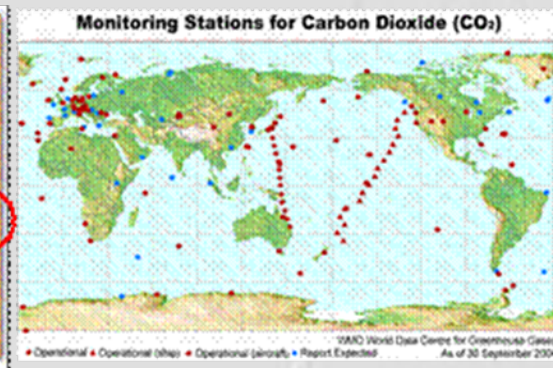 Monitoring Stations for Carbon Dioxide (CO₂)
WMO World Data Centre for Greenhouse Gases
Operational Operational (ship) Operational (aircraft) Report Expected As of 30 September